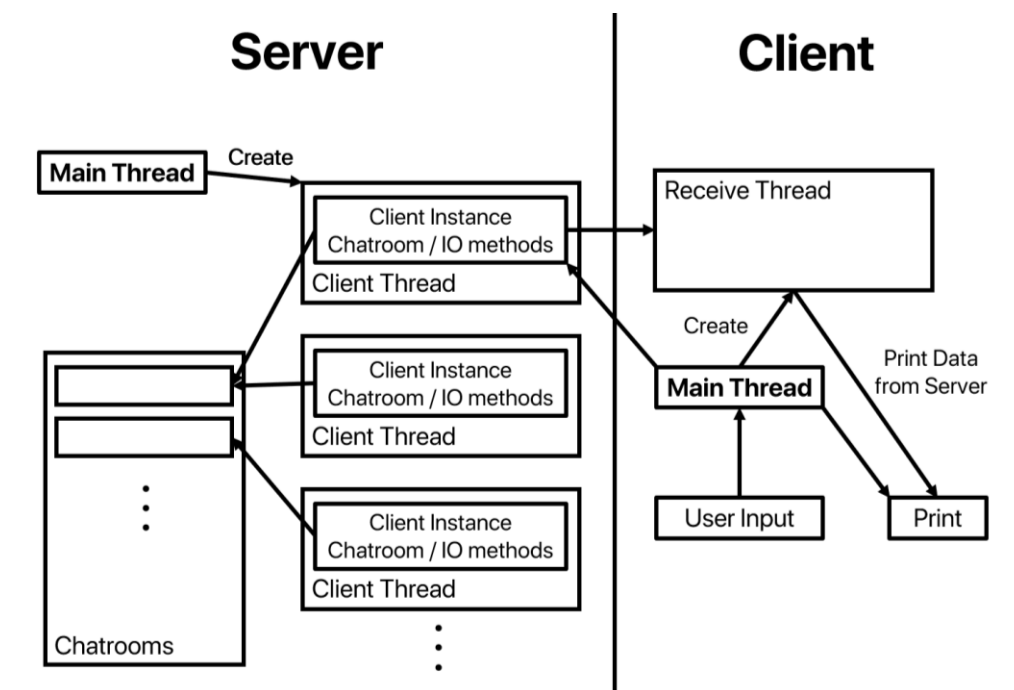 Server
Client
Main Thread
Create
Client Instance
Chatroom / IO methods
Client Thread
Client Instance
Chatroom / IO methods
Client Thread
Client Instance
Chatroom / IO methods
Client Thread
Chatrooms
Receive Thread
Create
Main Thread
Print Data
from Server
User Input
Print